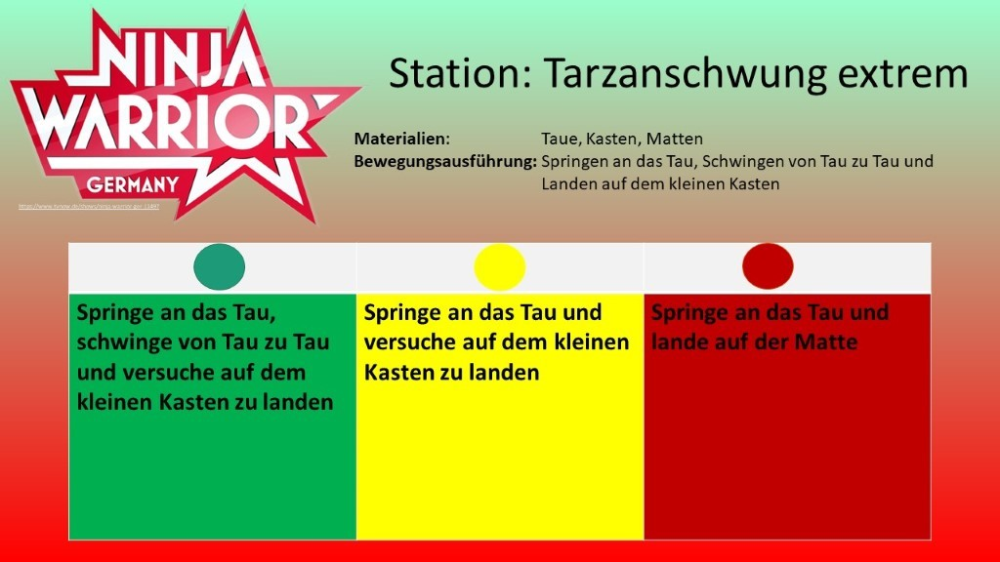 NINJA
WARRIOR
GERMANY
Station: Tarzanschwung extrem
Materialien: Taue, Kasten, Matten
Bewegungsausführung: Springen an das Tau, Schwingen von Tau zu Tau und
Landen auf dem kleinen Kasten
Springe an das Tau,
schwinge von Tau zu Tau
und versuche auf dem
kleinen Kasten zu landen
Springe an das Tau und
versuche auf dem kleinen
Kasten zu landen
Springe an das Tau und
lande auf der Matte